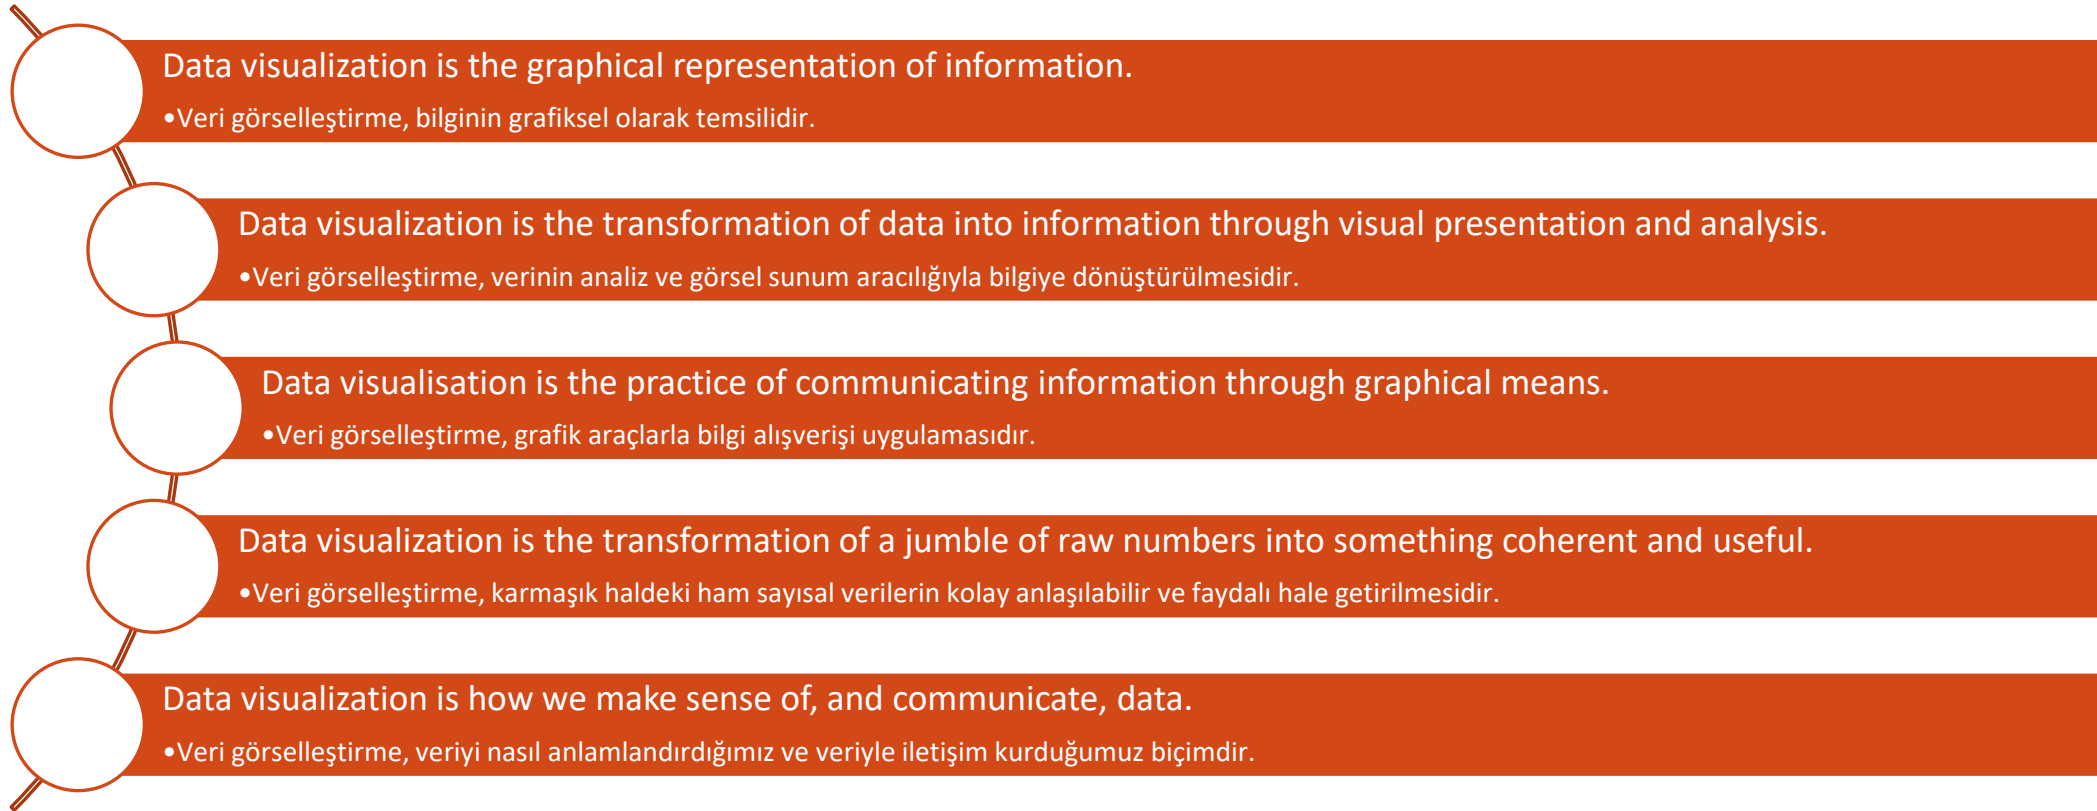 Data visualization is the graphical representation of information.
•Veri görselleştirme, bilginin grafiksel olarak temsilidir.
Data visualization is the transformation of data into information through visual presentation and analysis.
•Veri görselleştirme, verinin analiz ve görsel sunum aracılığıyla bilgiye dönüştürülmesidir.
Data visualisation is the practice of communicating information through graphical means.
•Veri görselleştirme, grafik araçlarla bilgi alışverişi uygulamasıdır.
Data visualization is the transformation of a jumble of raw numbers into something coherent and useful.
•Veri görselleştirme, karmaşık haldeki ham sayısal verilerin kolay anlaşılabilir ve faydalı hale getirilmesidir.
Data visualization is how we make sense of, and communicate, data.
•Veri görselleştirme, veriyi nasıl anlamlandırdığımız ve veriyle iletişim kurduğumuz biçimdir.